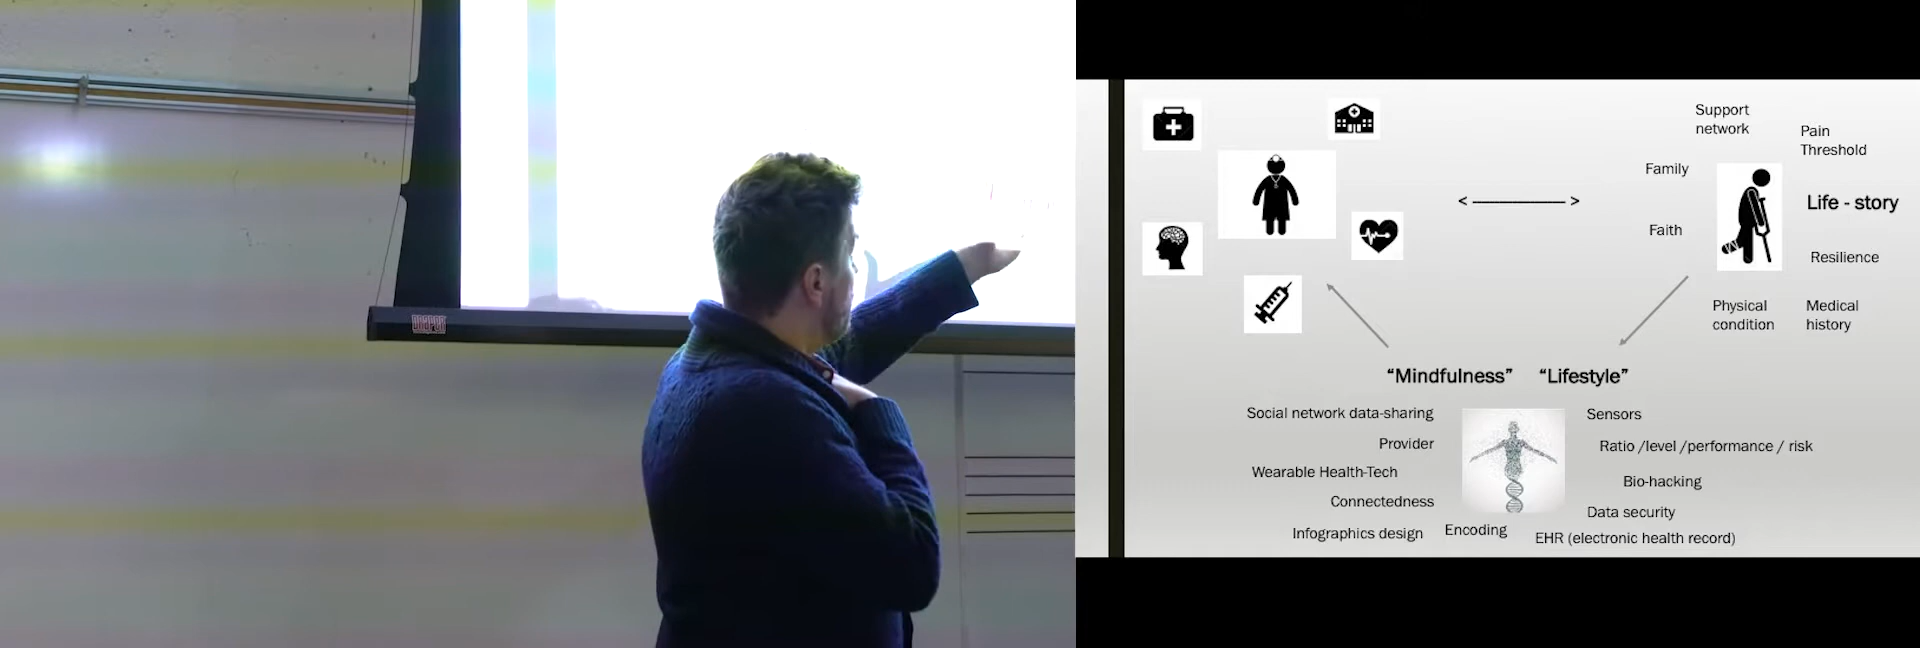 DRAPER
Support
network
Pain
Threshold
Family
Life - story
Faith
Resilience
Physical
condition
Medical
history
< >
“Mindfulness” “Lifestyle”
Social network data-sharing
Sensors
Provider
Ratio /level /performance / risk
Wearable Health-Tech
Bio-hacking
Connectedness
Data security
Infographics design
Encoding
EHR (electronic health record)